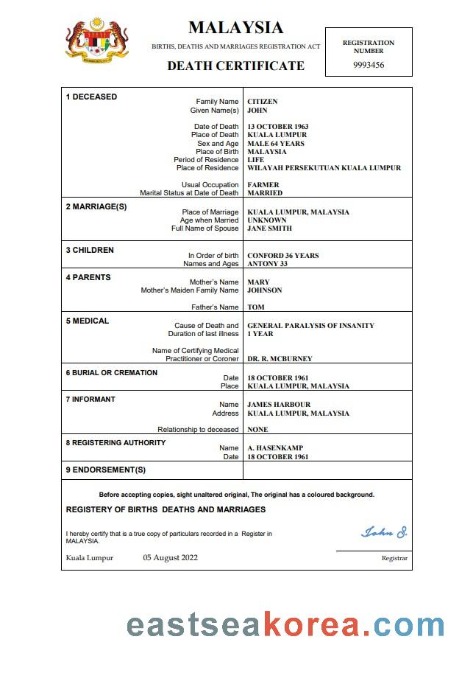 MALAYSIA
BIRTHS, DEATHS AND MARRIAGES REGISTRATION ACT
DEATH CERTIFICATE
REGISTRATION
NUMBER
9993456
1 DECEASED
Family Name CITIZEN
Given Name(s) JOHN
Date of Death 13 OCTOBER 1963
Place of Death KUALA LUMPUR
Sex and Age MALE 64 YEARS
Place of Birth MALAYSIA
Period of Residence LIFE
Place of Residence WILAYAH PERSEKUTUAN KUALA LUMPUR
Usual Occupation FARMER
Marital Status at Date of Death MARRIED
2 MARRIAGE(S)
Place of Marriage KUALA LUMPUR, MALAYSIA
Age when Married UNKNOWN
Full Name of Spouse JANE SMITH
3 CHILDREN
In Order of birth CONFORD 36 YEARS
Names and Ages ANTONY 33
4 PARENTS
Mother's Name MARY
Mother's Maiden Family Name JOHNSON
Father's Name TOM
5 MEDICAL
Cause of Death and GENERAL PARALYSIS OF INSANITY
Duration of last illness 1 YEAR
Name of Certifying Medical
Practitioner or Coroner DR. R. MCBURNEY
6 BURIAL OR CREMATION
Date 18 OCTOBER 1961
Place KUALA LUMPUR, MALAYSIA
7 INFORMANT
Name JAMES HARBOUR
Address KUALA LUMPUR, MALAYSIA
Relationship to deceased NONE
8 REGISTERING AUTHORITY
Name A. HASENKAMP
Date 18 OCTOBER 1961
9 ENDORSEMENT(S)
Before accepting copies, sight unaltered original, The original has a coloured background.
REGISTERY OF BIRTHS DEATHS AND MARRIAGES
I hereby certify that is a true copy of particulars recorded in a Register in
MALAYSIA.
John S.
Kuala Lumpur 05 August 2022 Registrar
eastseakorea.com